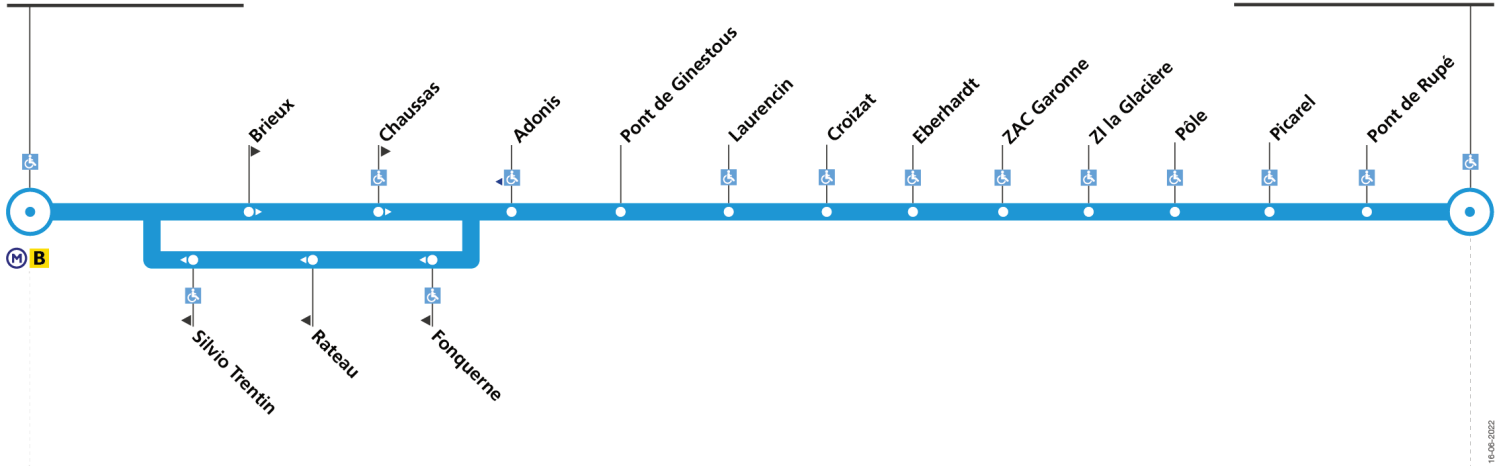 Brieux
Chaussas
Adonis
Pont de Ginestous
Laurencin
Croizat
Eberhardt
ZAC Garonne
ZI la Glacière
Pôle
Picarel
Pont de Rupé
M B
Silvio Trentin
Rateau
Fonquerne
16-06-2022